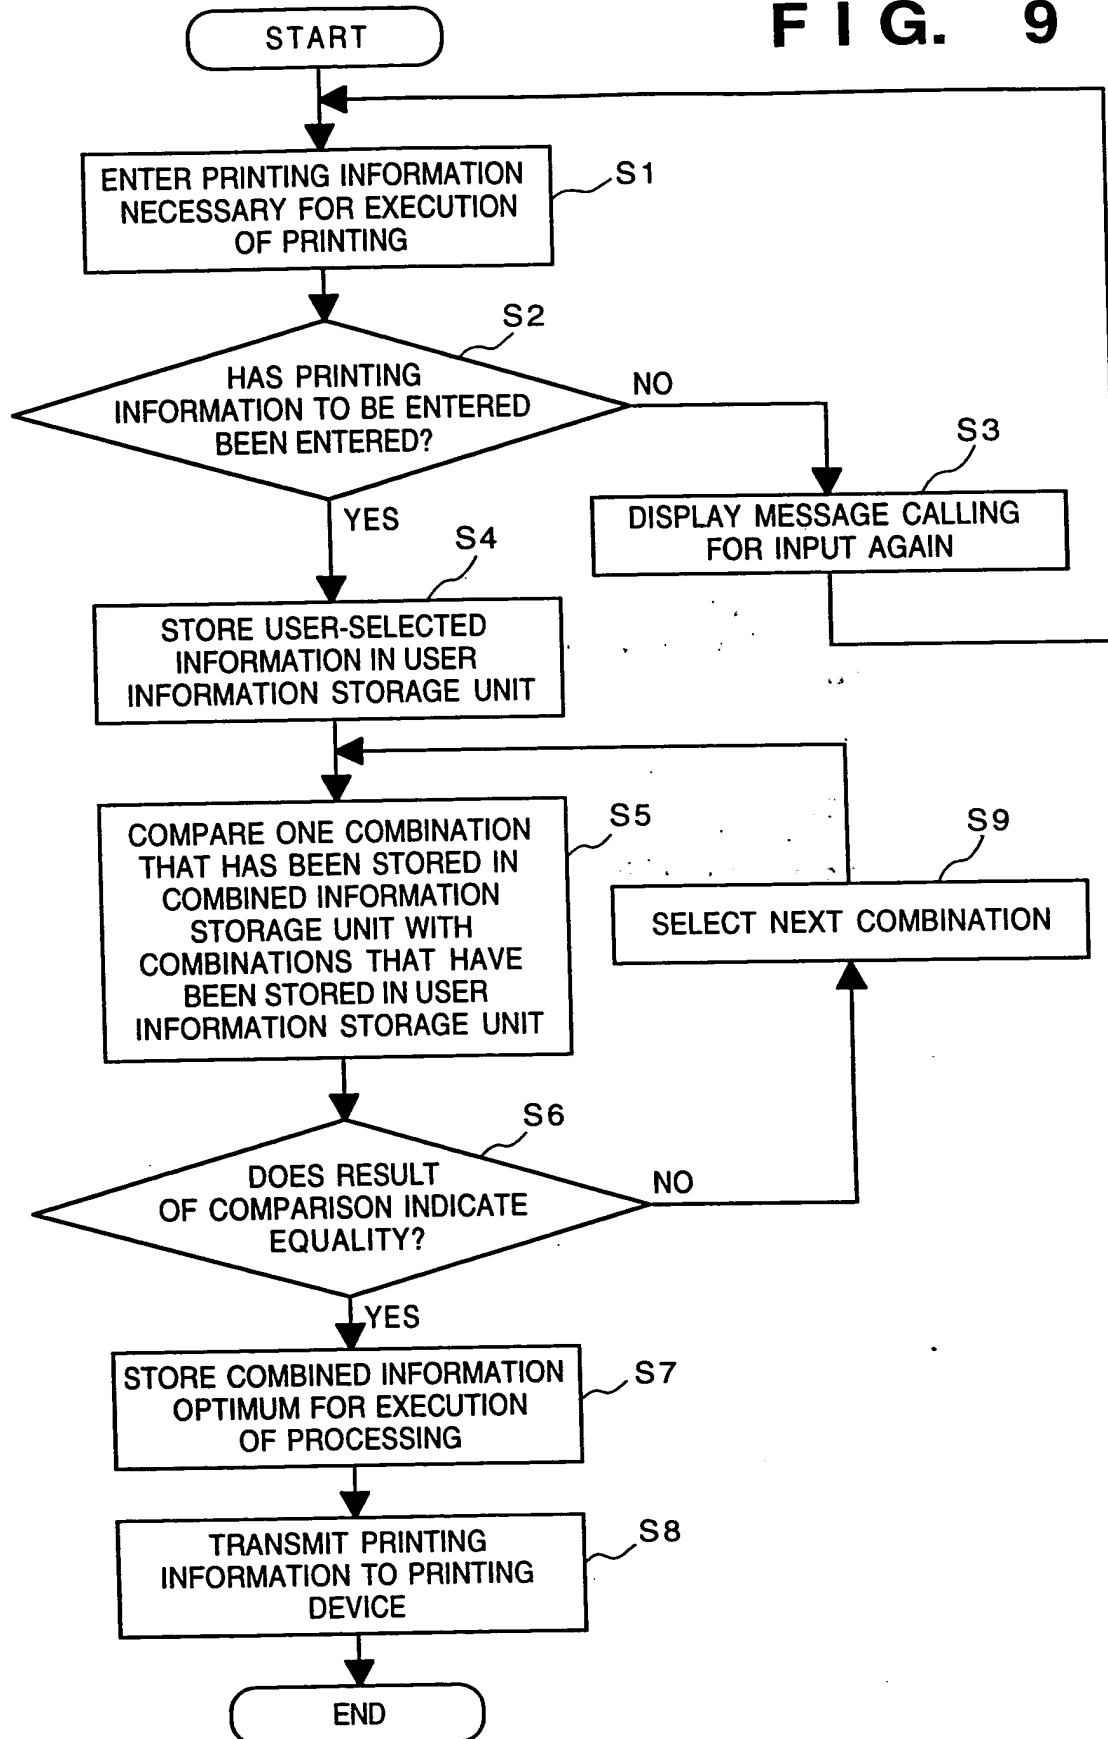 FIG. 9
START
ENTER PRINTING INFORMATION
NECESSARY FOR EXECUTION
OF PRINTING
S1
S2
HAS PRINTING
INFORMATION TO BE ENTERED
BEEN ENTERED?
NO
YES
S3
DISPLAY MESSAGE CALLING
FOR INPUT AGAIN
S4
STORE USER-SELECTED
INFORMATION IN USER
INFORMATION STORAGE UNIT
S5
COMPARE ONE COMBINATION
THAT HAS BEEN STORED IN
COMBINED INFORMATION
STORAGE UNIT WITH
COMBINATIONS THAT HAVE
BEEN STORED IN USER
INFORMATION STORAGE UNIT
S9
SELECT NEXT COMBINATION
S6
DOES RESULT
OF COMPARISON INDICATE
EQUALITY?
NO
YES
STORE COMBINED INFORMATION
OPTIMUM FOR EXECUTION
OF PROCESSING
S7
TRANSMIT PRINTING
INFORMATION TO PRINTING
DEVICE
S8
END